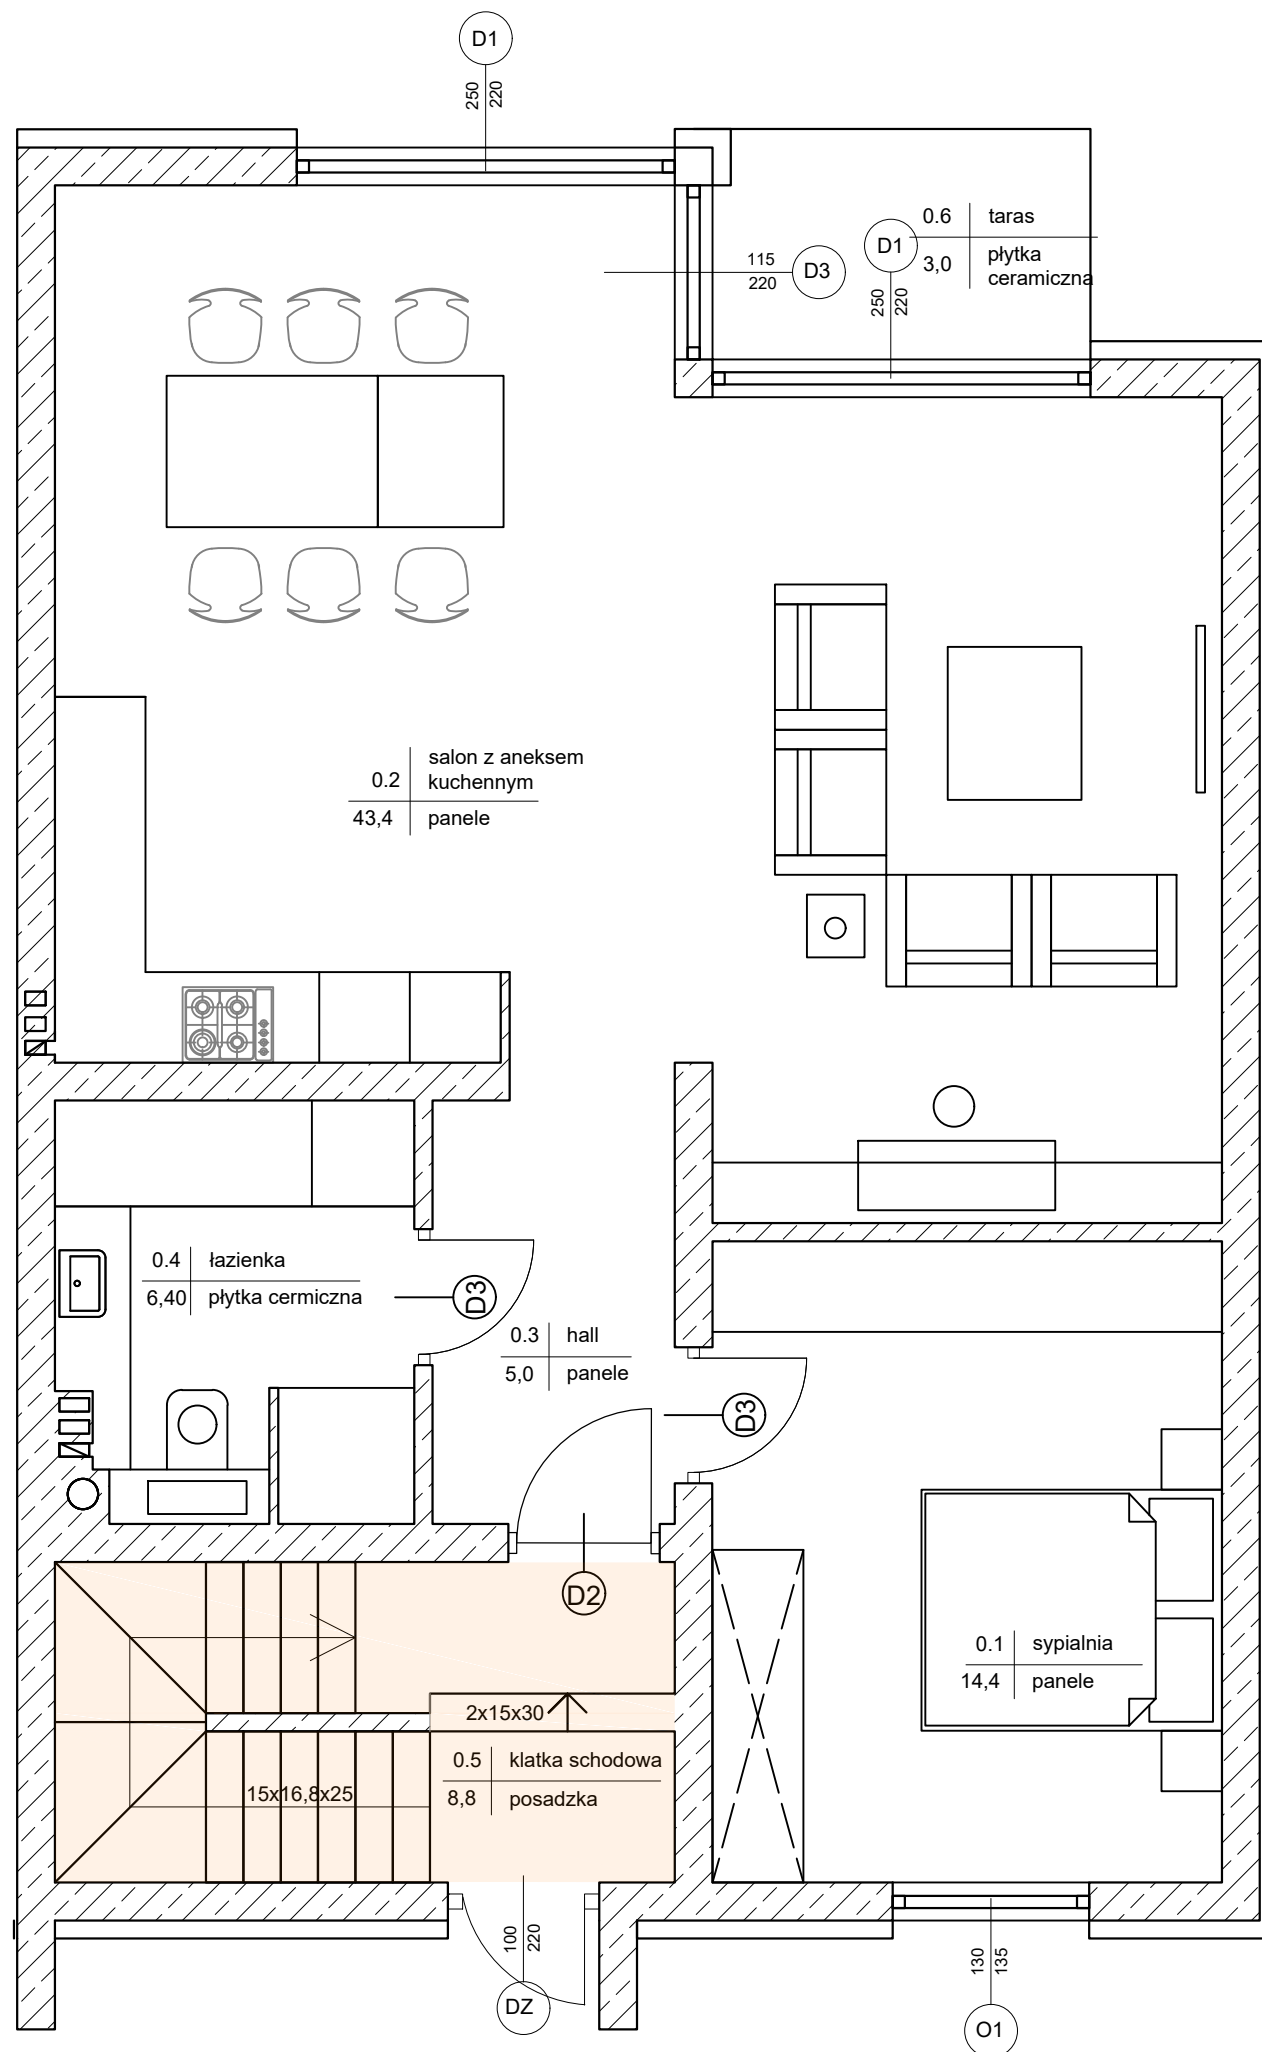 D1
250
220
0.6
taras
3,0
płytka
ceramiczna
D1
250
220
115
220
D3
salon z aneksem
0.2
kuchennym
43,4
panele
0.4
łazienka
6,40
płytka cermiczna
D3
0.3
hall
5,0
panele
D3
D2
0.1
sypialnia
14,4
panele
2x15x30
0.5
klatka schodowa
8,8
posadzka
15x16,8x25
100
220
DZ
130
135
O1